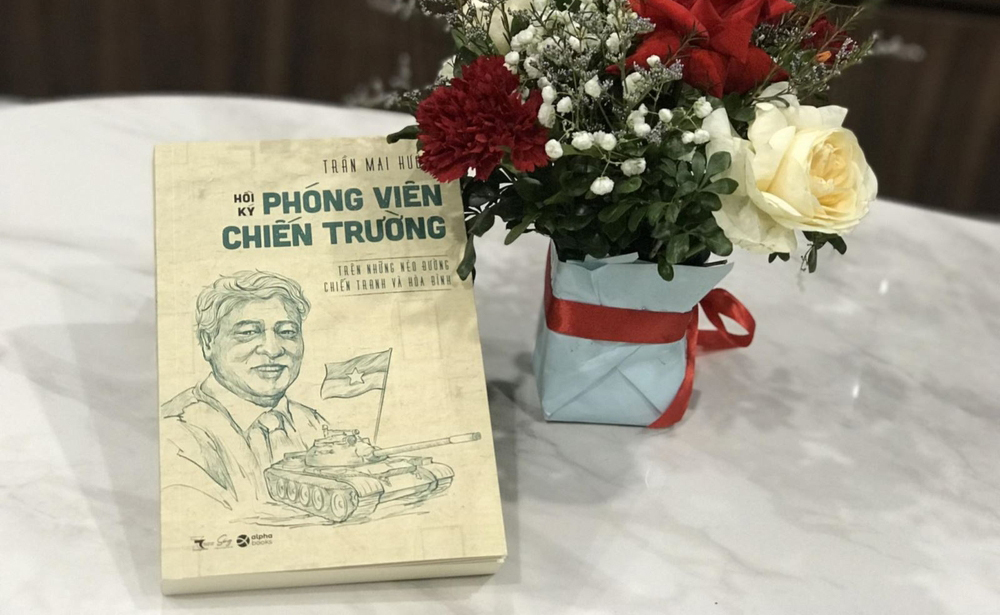 TRẦN MAI
HỒI KÝ
PHÓNG VIÊN
CHIẾN TRƯỜNG
TRÊN NHỮNG NẺO ĐƯỜNG
CHIẾN TRANH VÀ HÒA BÌNH
alpha
books